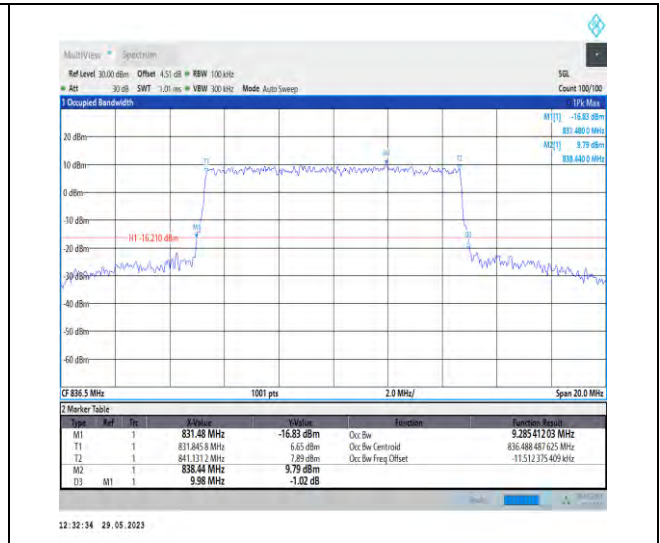 MultiView Spectrum
Ref Level 30.00 dBm Offset 4.51 dB RBW 100 kHz SGL
Att 30 dB SWT 1.01 ms VBW 300 kHz Mode Auto Sweep Count 100/100
1 Occupied Bandwidth 1Pk Max
M1[1] -16.83 dBm
831.480 0 MHz
M2[1] 9.79 dBm
838.440 0 MHz
20 dBm
T1 M2 T2
10 dBm
0 dBm
-10 dBm
M1
H1 -16.210 dBm D3
-20 dBm
-30 dBm
-40 dBm
-50 dBm
-60 dBm
CF 836.5 MHz 1001 pts 2.0 MHz/ Span 20.0 MHz
2 Marker Table
Type Ref Trc X-Value Y-Value Function Function Result
M1 1 831.48 MHz -16.83 dBm Occ Bw 9.285 412 03 MHz
T1 1 831.845 8 MHz 6.65 dBm Occ Bw Centroid 836.488 487 625 MHz
T2 1 841.131 2 MHz 7.89 dBm Occ Bw Freq Offset -11.512 375 409 kHz
M2 1 838.44 MHz 9.79 dBm
D3 M1 1 9.98 MHz -1.02 dB
12:32:34 29.05.2023